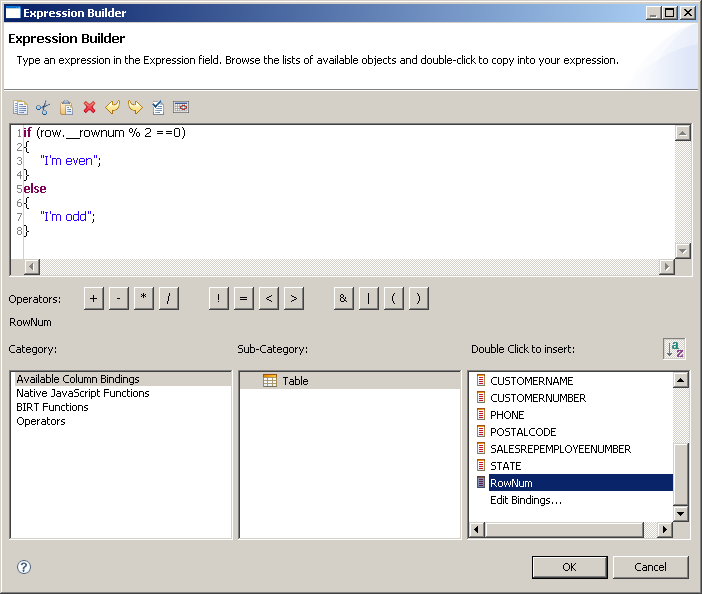 Expression Builder
Expression Builder
Type an expression in the Expression field. Browse the lists of available objects and double-click to copy into your expression.
1 if (row.__rownum % 2 ==0)
2 {
3 "I'm even";
4 }
5 else
6 {
7 "I'm odd";
8 }
Operators: + - * / ! = < > & | ( )
RowNum
Category: Sub-Category: Double Click to insert:
Available Column Bindings
Native JavaScript Functions
BIRT Functions
Operators
Table
CUSTOMERNAME
CUSTOMERNUMBER
PHONE
POSTALCODE
SALESREPEMPLOYEENUMBER
STATE
RowNum
Edit Bindings...
OK Cancel